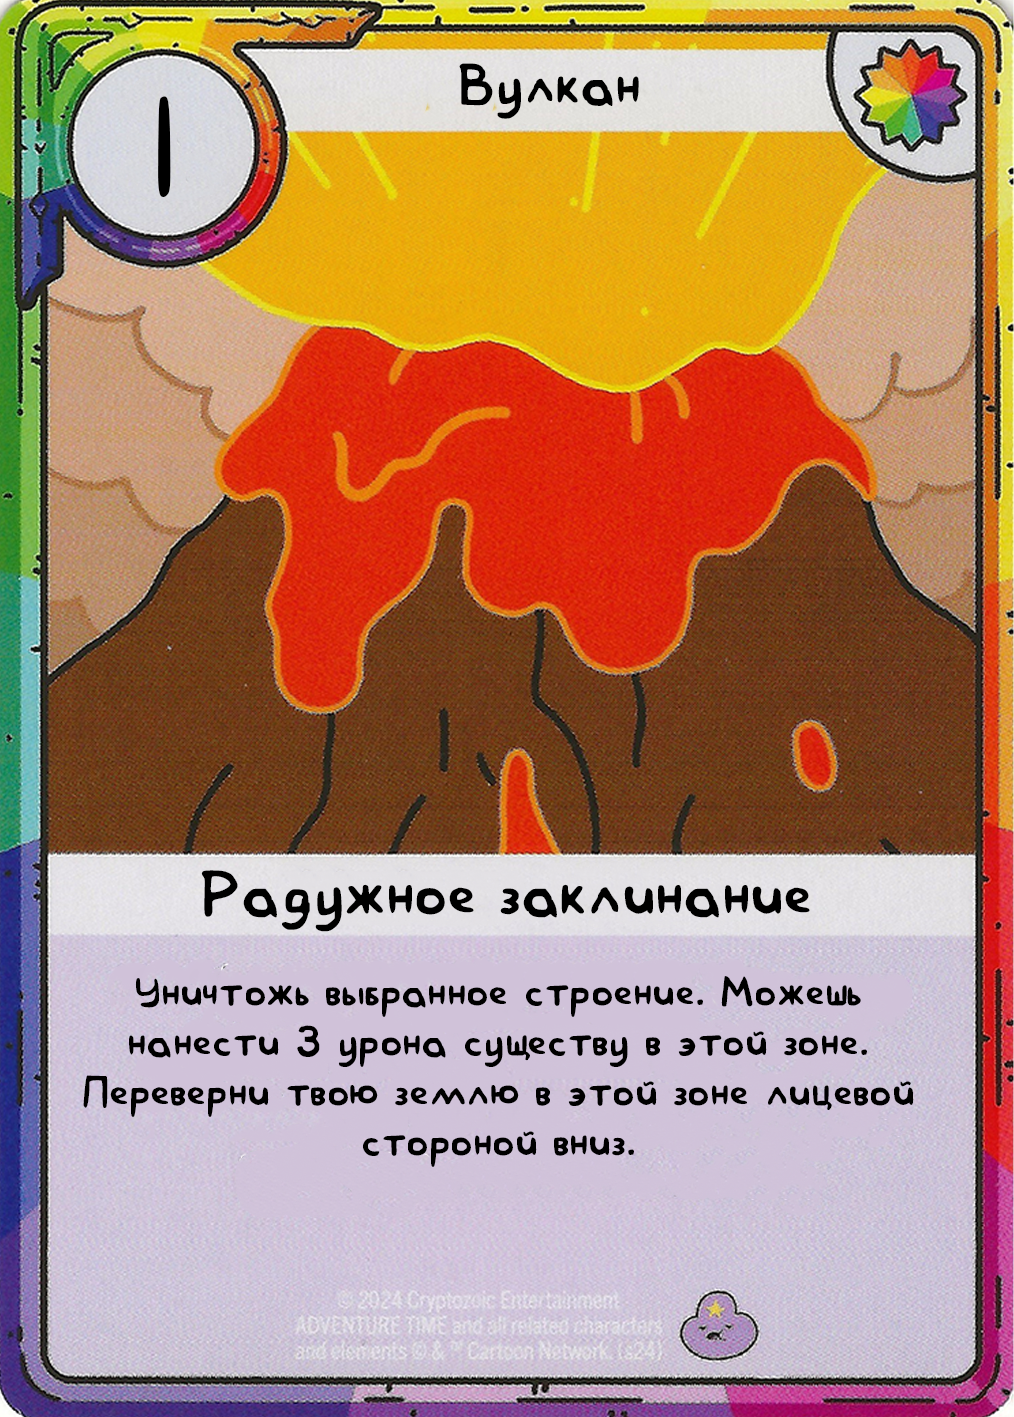 1
Вулкан
Радужное заклинание
Уничтожь выбранное строение. Можешь
нанести 3 урона существу в этой зоне.
Переверни твою землю в этой зоне лицевой
стороной вниз.
© 2024 Cryptozoic Entertainment
ADVENTURE TIME and all related characters
and elements © & ™ Cartoon Network. (s24)